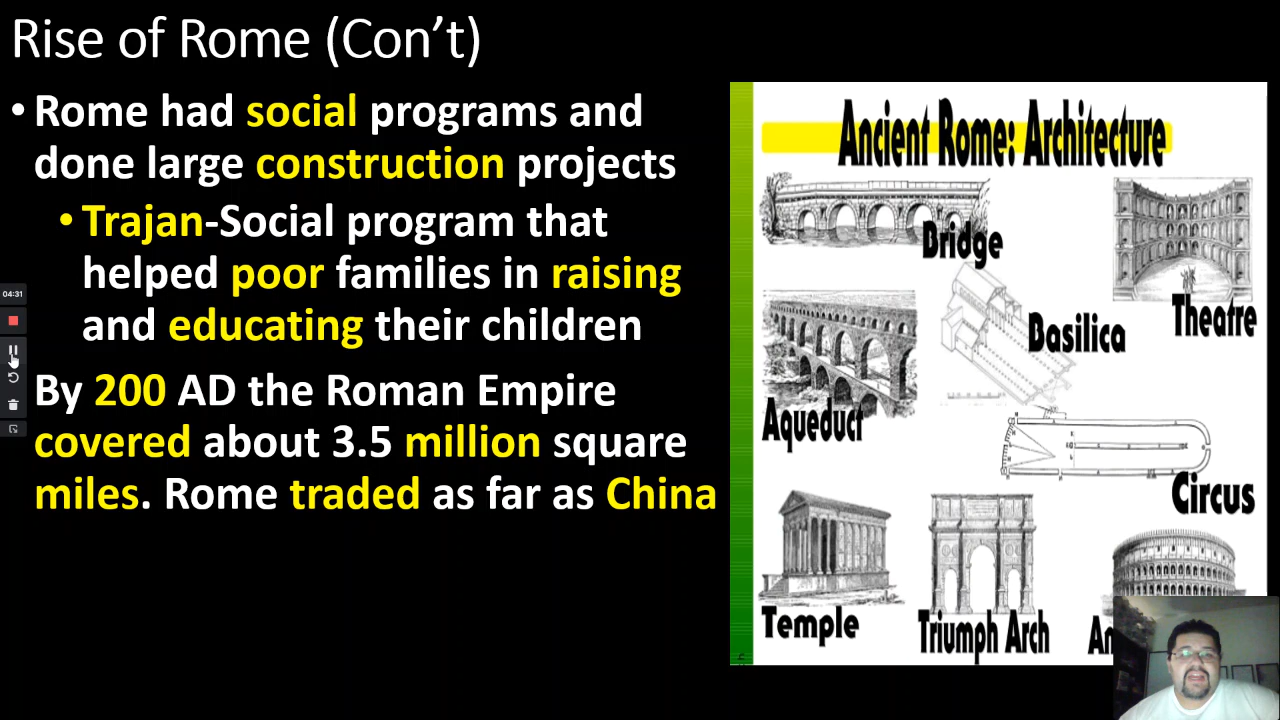 Rise of Rome (Con’t)
• Rome had social programs and
done large construction projects
• Trajan-Social program that
helped poor families in raising
and educating their children
By 200 AD the Roman Empire
covered about 3.5 million square
miles. Rome traded as far as China
04:31
Ancient Rome: Architecture
Bridge
Theatre
Basilica
Aqueduct
Circus
Temple
Triumph Arch